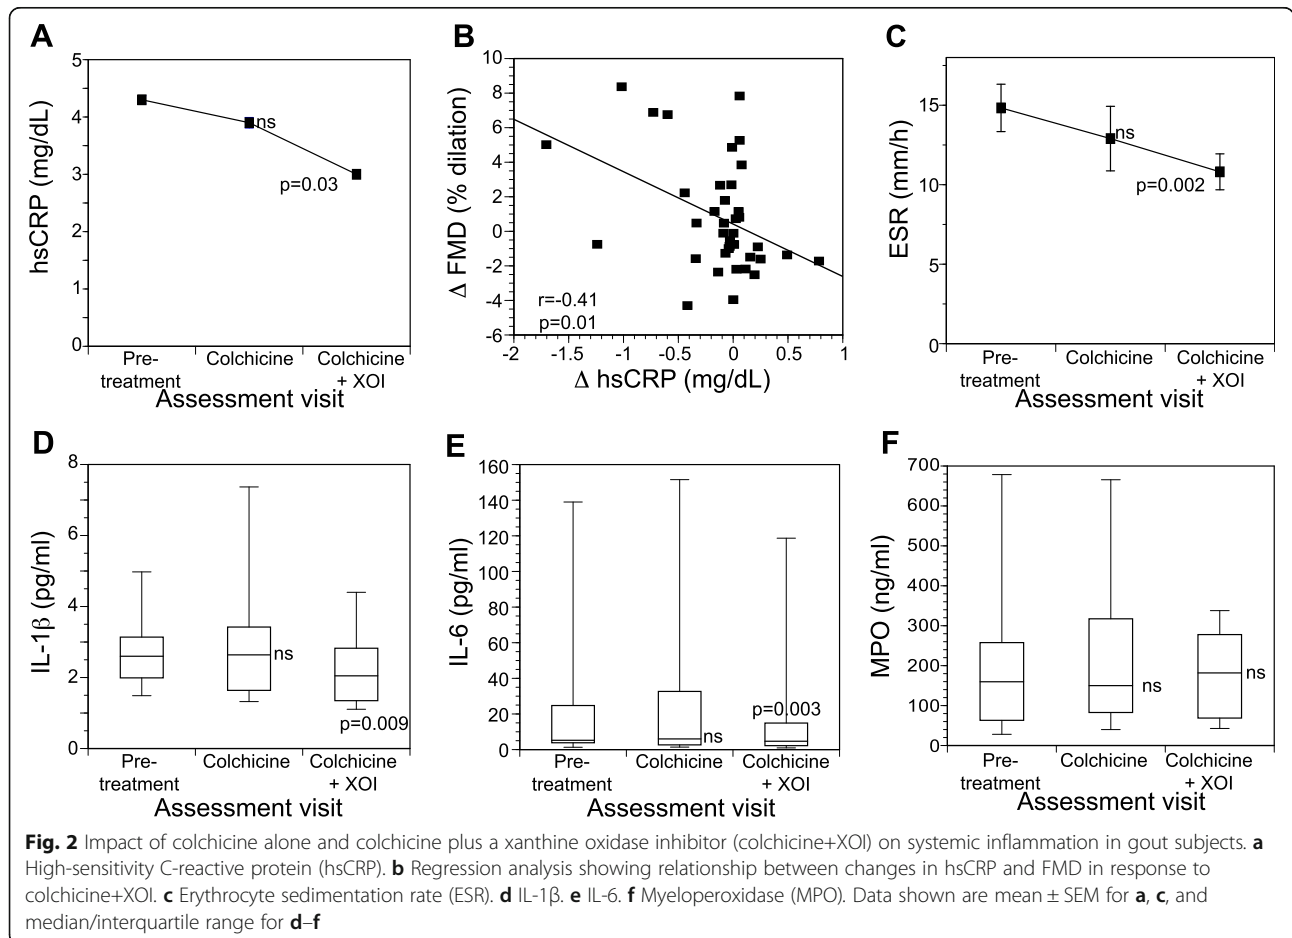 A
5
4
3
2
1
0
hsCRP (mg/dL)
ns
p=0.03
Pre-
treatment
Colchicine
Colchicine
+ XOI
Assessment visit
B
10
8
6
4
2
0
-2
-4
-6
Δ FMD (% dilation)
r=-0.41
p=0.01
-2
-1.5
-1
-0.5
0
0.5
1
Δ hsCRP (mg/dL)
C
15
10
5
0
ESR (mm/h)
ns
p=0.002
Pre-
treatment
Colchicine
Colchicine
+ XOI
Assessment visit
D
8
6
4
2
0
IL-1β (pg/ml)
ns
p=0.009
Pre-
treatment
Colchicine
Colchicine
+ XOI
Assessment visit
E
160
140
120
100
80
60
40
20
0
IL-6 (pg/ml)
ns
p=0.003
Pre-
treatment
Colchicine
Colchicine
+ XOI
Assessment visit
F
700
600
500
400
300
200
100
0
MPO (ng/ml)
ns
ns
Pre-
treatment
Colchicine
Colchicine
+ XOI
Assessment visit
Fig. 2 Impact of colchicine alone and colchicine plus a xanthine oxidase inhibitor (colchicine+XOI) on systemic inflammation in gout subjects. a
High-sensitivity C-reactive protein (hsCRP). b Regression analysis showing relationship between changes in hsCRP and FMD in response to
colchicine+XOI. c Erythrocyte sedimentation rate (ESR). d IL-1β. e IL-6. f Myeloperoxidase (MPO). Data shown are mean ± SEM for a, c, and
median/interquartile range for d–f